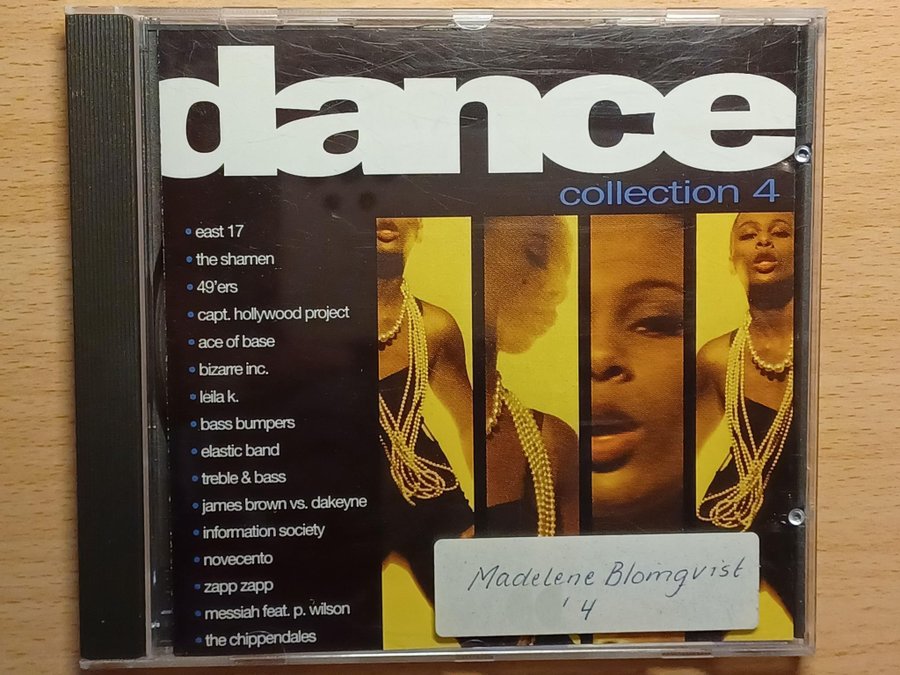 dance
collection 4
east 17
the shamen
49'ers
capt. hollywood project
ace of base
bizarre inc.
leila k.
bass bumpers
elastic band
treble & bass
james brown vs. dakeyne
information society
novecento
zapp zapp
messiah feat. p. wilson
the chippendales
Madelene Blomqvist
'4